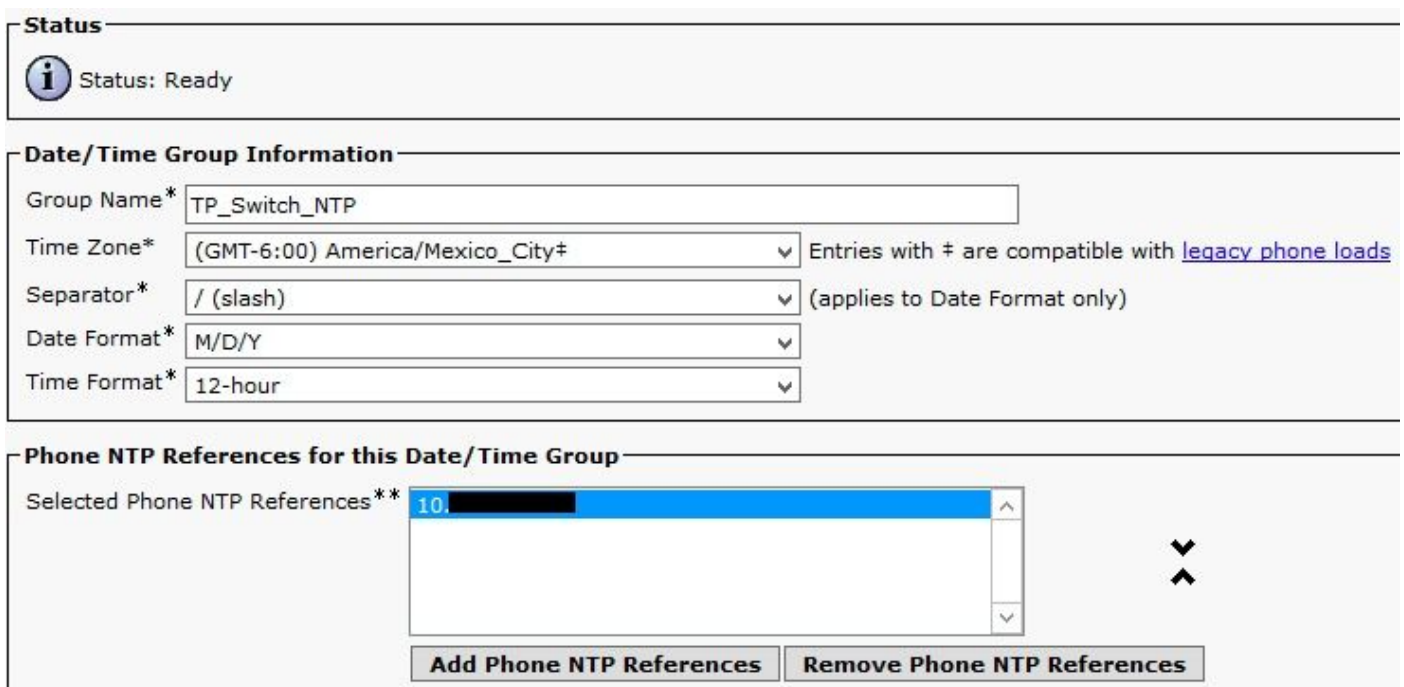 Status
i Status: Ready
Date/Time Group Information
Group Name* TP_Switch_NTP
Time Zone* (GMT-6:00) America/Mexico_City‡ Entries with ‡ are compatible with legacy phone loads
Separator* / (slash) (applies to Date Format only)
Date Format* M/D/Y
Time Format* 12-hour
Phone NTP References for this Date/Time Group
Selected Phone NTP References** 10.
Add Phone NTP References Remove Phone NTP References